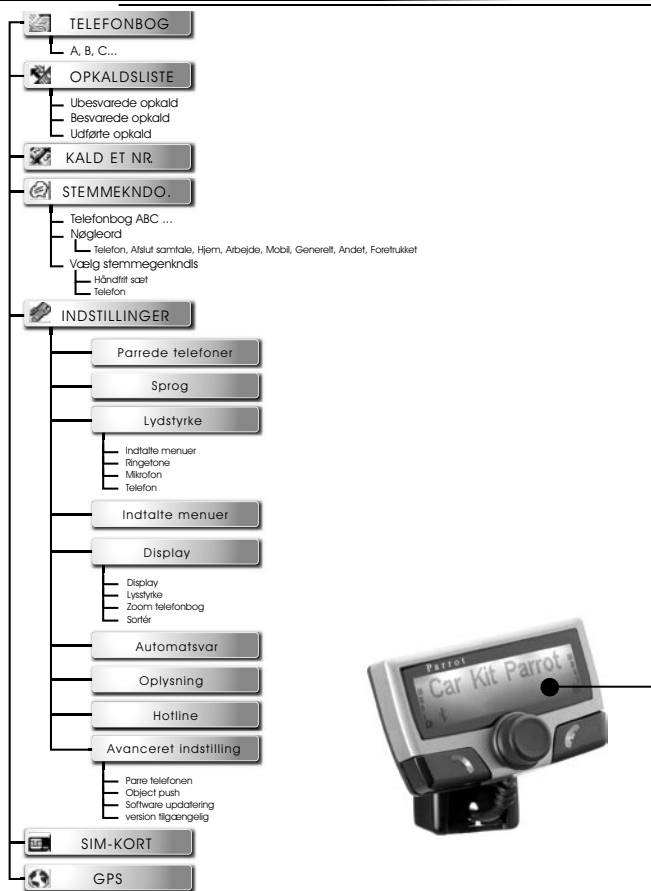 TELEFONBOG
A, B, C...
OPKALDSLISTE
Ubesvarede opkald
Besvarede opkald
Udførte opkald
KALD ET NR.
STEMMEKNDO.
Telefonbog ABC ...
Nøgleord
Telefon, Afslut samtale, Hjem, Arbejde, Mobil, Generelt, Andet, Foretrukket
Vælg stemmegenkndls
Håndfrit sæt
Telefon
INDSTILLINGER
Parrede telefoner
Sprog
Lydstyrke
Indtalte menuer
Ringetone
Mikrofon
Telefon
Indtalte menuer
Display
Display
Lysstyrke
Zoom telefonbog
Sortér
Automatsvar
Oplysning
Hotline
Avanceret indstilling
Parre telefonen
Object push
Software updatering
version tilgængelig
SIM-KORT
GPS
Parrot
Car Kit Parrot